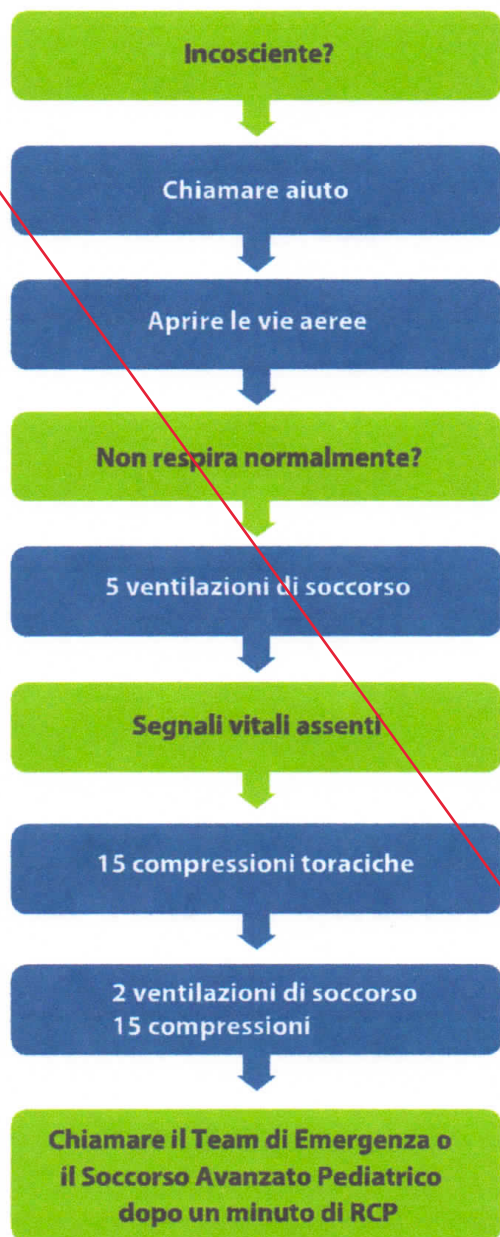 Incosciente?
Chiamare aiuto
Aprire le vie aeree
Non respira normalmente?
5 ventilazioni di soccorso
Segnali vitali assenti
15 compressioni toraciche
2 ventilazioni di soccorso
15 compressioni
Chiamare il Team di Emergenza o
il Soccorso Avanzato Pediatrico
dopo un minuto di RCP